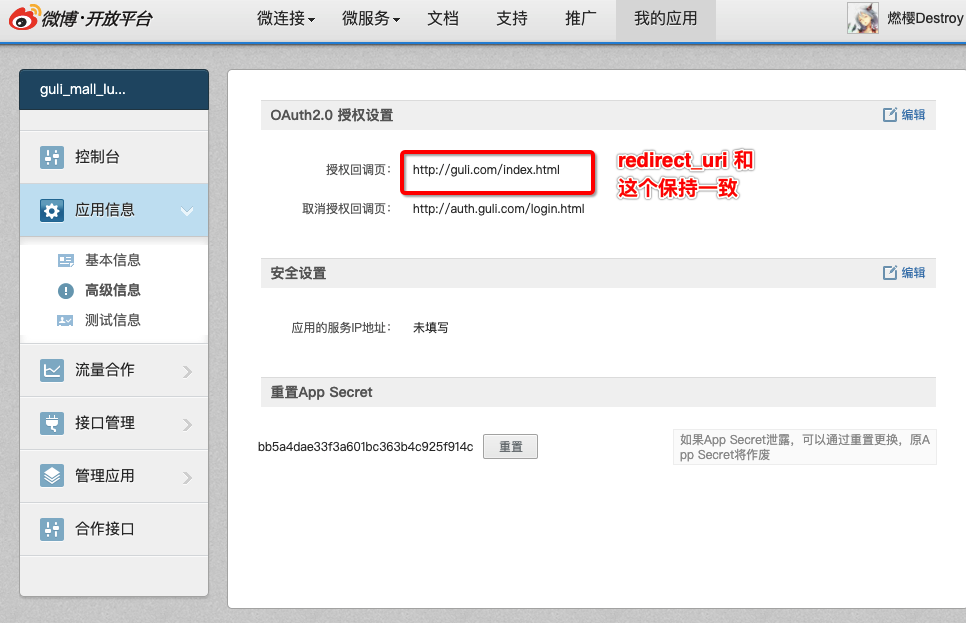 微博·开放平台
微连接 微服务 文档 支持 推广 我的应用 燃樱Destroy
guli_mall_lu...
控制台
应用信息
基本信息
高级信息
测试信息
流量合作
接口管理
管理应用
合作接口
OAuth2.0 授权设置 编辑
授权回调页： http://guli.com/index.html
redirect_uri 和
这个保持一致
取消授权回调页： http://auth.guli.com/login.html
安全设置 编辑
应用的服务IP地址： 未填写
重置App Secret
bb5a4dae33f3a601bc363b4c925f914c 重置
如果App Secret泄露，可以通过重置更换，原A
pp Secret将作废